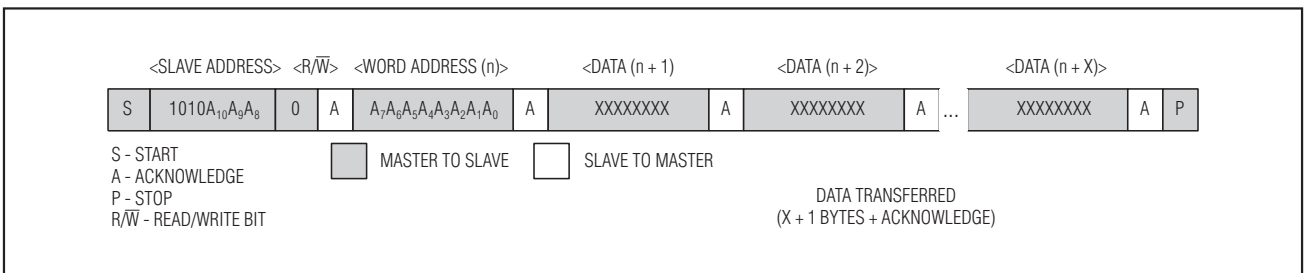 <SLAVE ADDRESS> <R/W̅> <WORD ADDRESS (n)> <DATA (n + 1) <DATA (n + 2)> <DATA (n + X)>
S 1010A₁₀A₉A₈ 0 A A₇A₆A₅A₄A₃A₂A₁A₀ A XXXXXXXX A XXXXXXXX A ... XXXXXXXX A P
S - START
A - ACKNOWLEDGE
P - STOP
R/W̅ - READ/WRITE BIT
MASTER TO SLAVE SLAVE TO MASTER
DATA TRANSFERRED
(X + 1 BYTES + ACKNOWLEDGE)